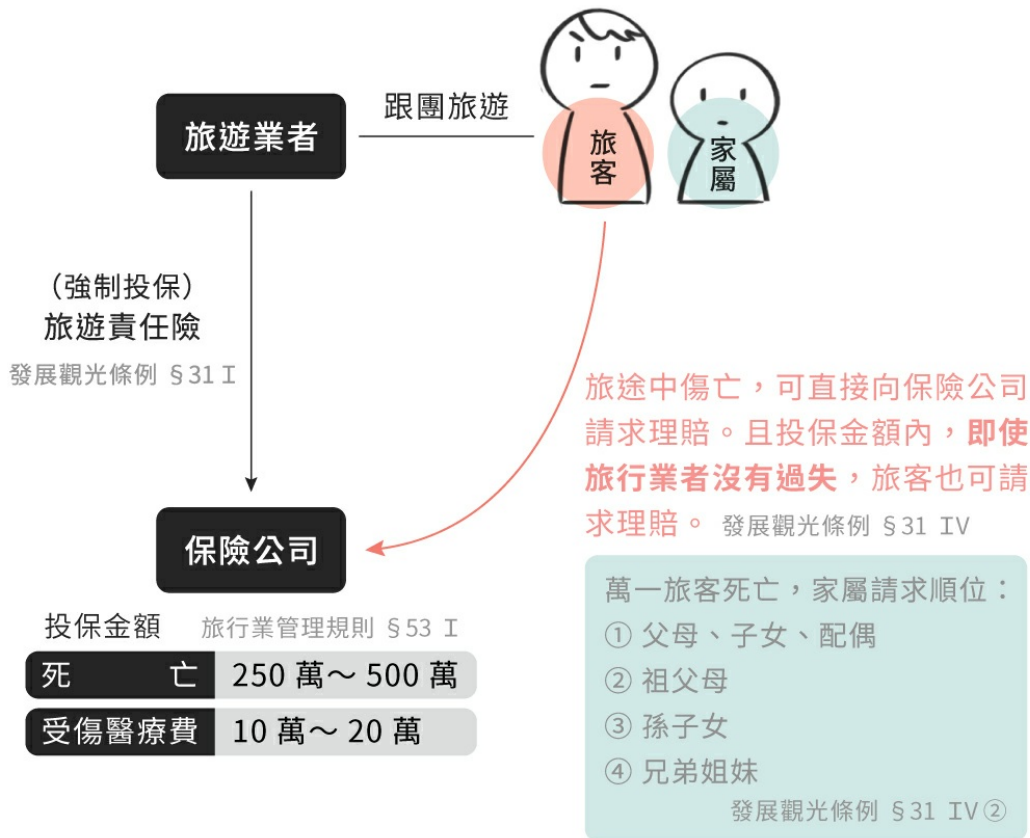 旅遊業者
跟團旅遊
旅客
家屬
（強制投保）
旅遊責任險
發展觀光條例 §31 I
旅途中傷亡，可直接向保險公司
請求理賠。且投保金額內，即使
旅行業者沒有過失，旅客也可請
求理賠。 發展觀光條例 §31 IV
保險公司
投保金額 旅行業管理規則 §53 I
死亡 250 萬～ 500 萬
受傷醫療費 10 萬～ 20 萬
萬一旅客死亡，家屬請求順位：
① 父母、子女、配偶
② 祖父母
③ 孫子女
④ 兄弟姐妹
發展觀光條例 §31 IV②